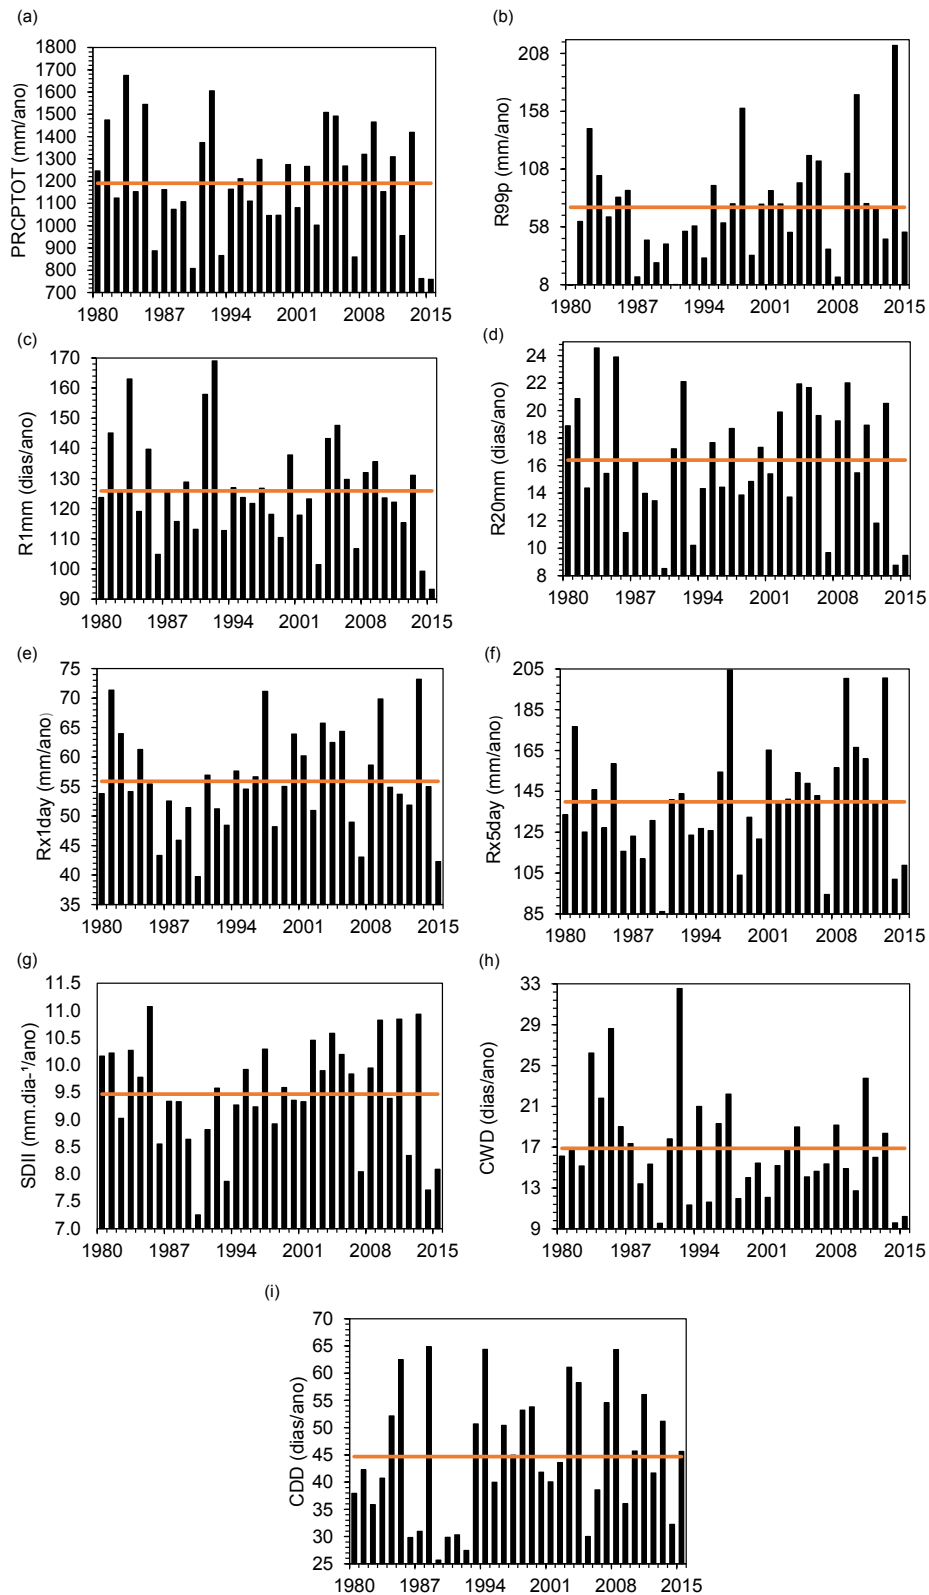 (a)
PRCPTOT (mm/ano)
1800
1700
1600
1500
1400
1300
1200
1100
1000
900
800
700
1980 1987 1994 2001 2008 2015
(b)
R99p (mm/ano)
208
158
108
58
8
1980 1987 1994 2001 2008 2015
(c)
R1mm (dias/ano)
170
160
150
140
130
120
110
100
90
1980 1987 1994 2001 2008 2015
(d)
R20mm (dias/ano)
24
22
20
18
16
14
12
10
8
1980 1987 1994 2001 2008 2015
(e)
Rx1day (mm/ano)
75
70
65
60
55
50
45
40
35
1980 1987 1994 2001 2008 2015
(f)
Rx5day (mm/ano)
205
185
165
145
125
105
85
1980 1987 1994 2001 2008 2015
(g)
SDII (mm.dia-¹/ano)
11.5
11.0
10.5
10.0
9.5
9.0
8.5
8.0
7.5
7.0
1980 1987 1994 2001 2008 2015
(h)
CWD (dias/ano)
33
29
25
21
17
13
9
1980 1987 1994 2001 2008 2015
(i)
CDD (dias/ano)
70
65
60
55
50
45
40
35
30
25
1980 1987 1994 2001 2008 2015